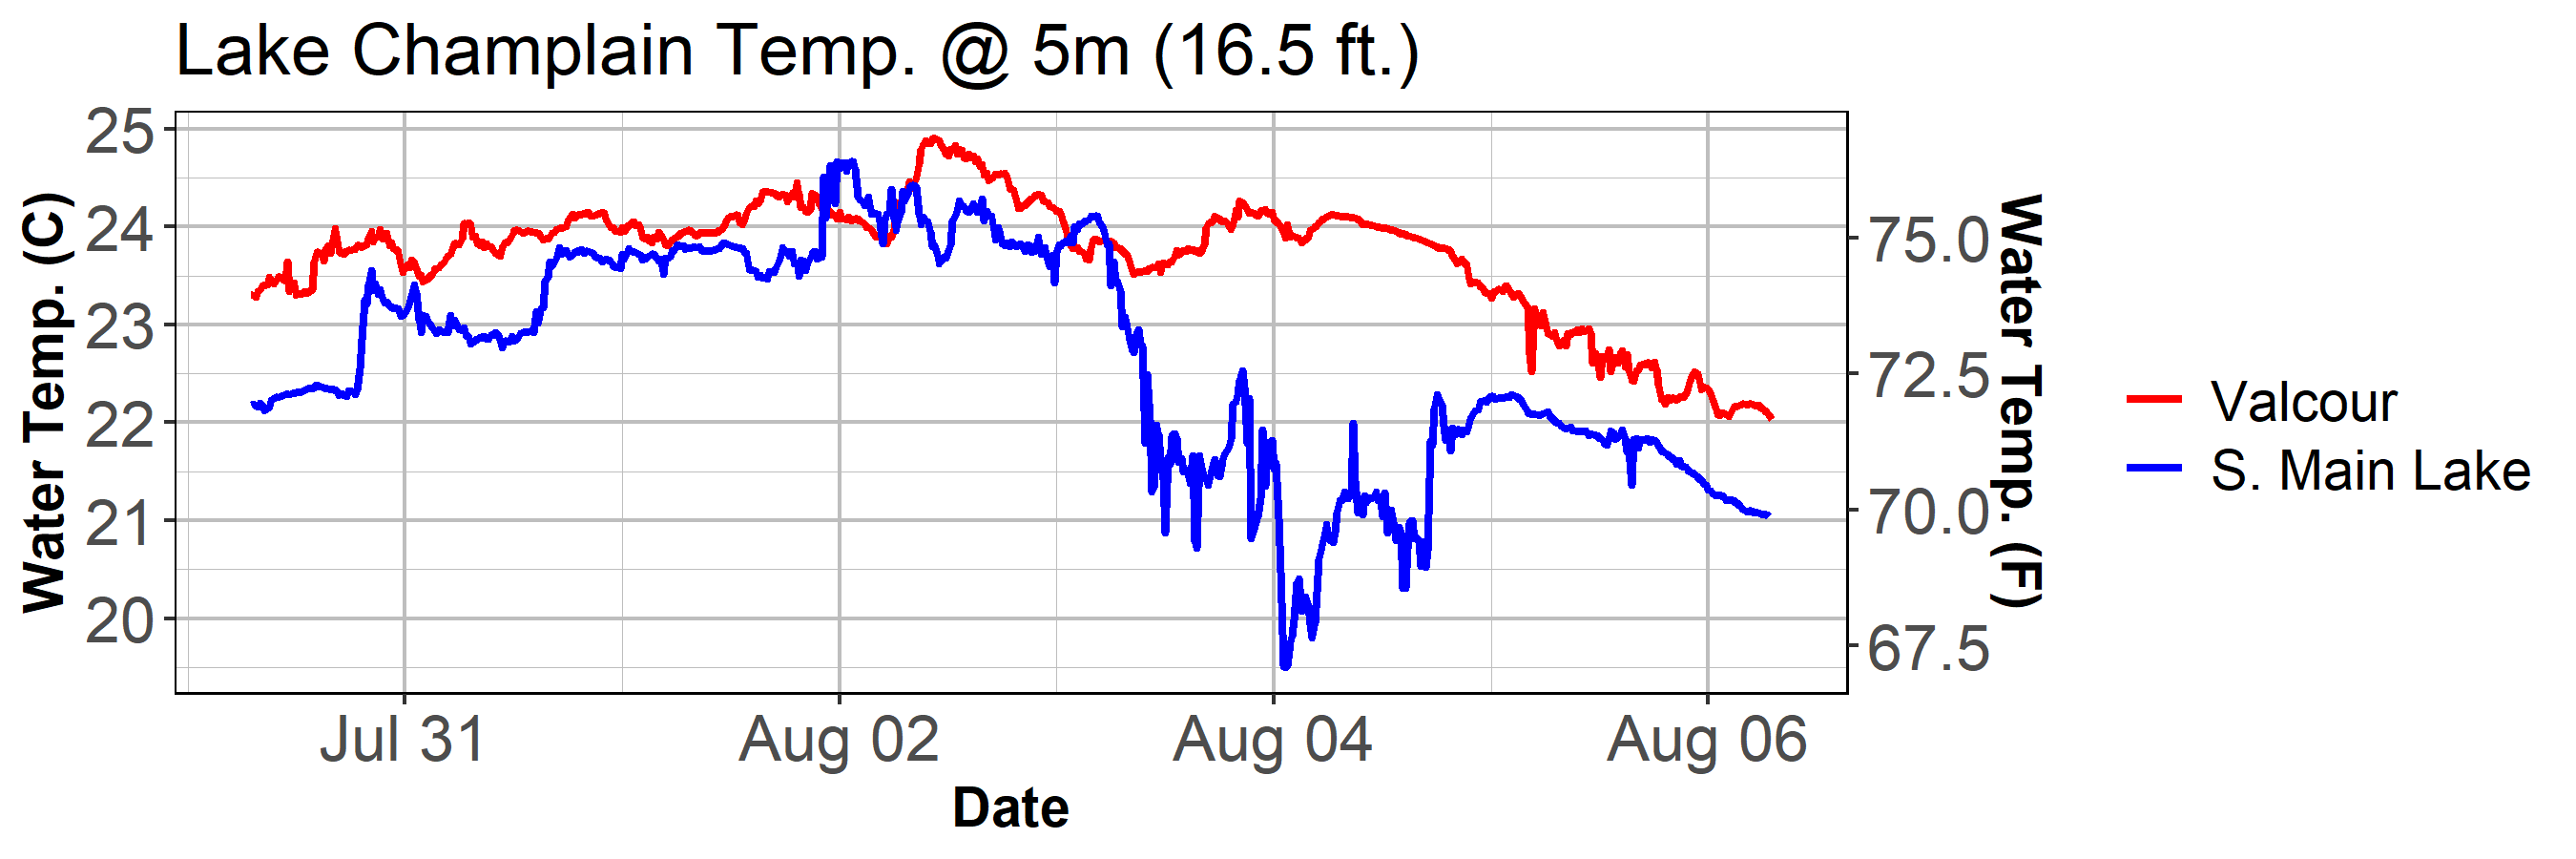 Lake Champlain Temp. @ 5m (16.5 ft.)
Water Temp. (C)
25
24
23
22
21
20
75.0
72.5
70.0
67.5
Water Temp. (F)
Jul 31
Aug 02
Aug 04
Aug 06
Date
Valcour
S. Main Lake